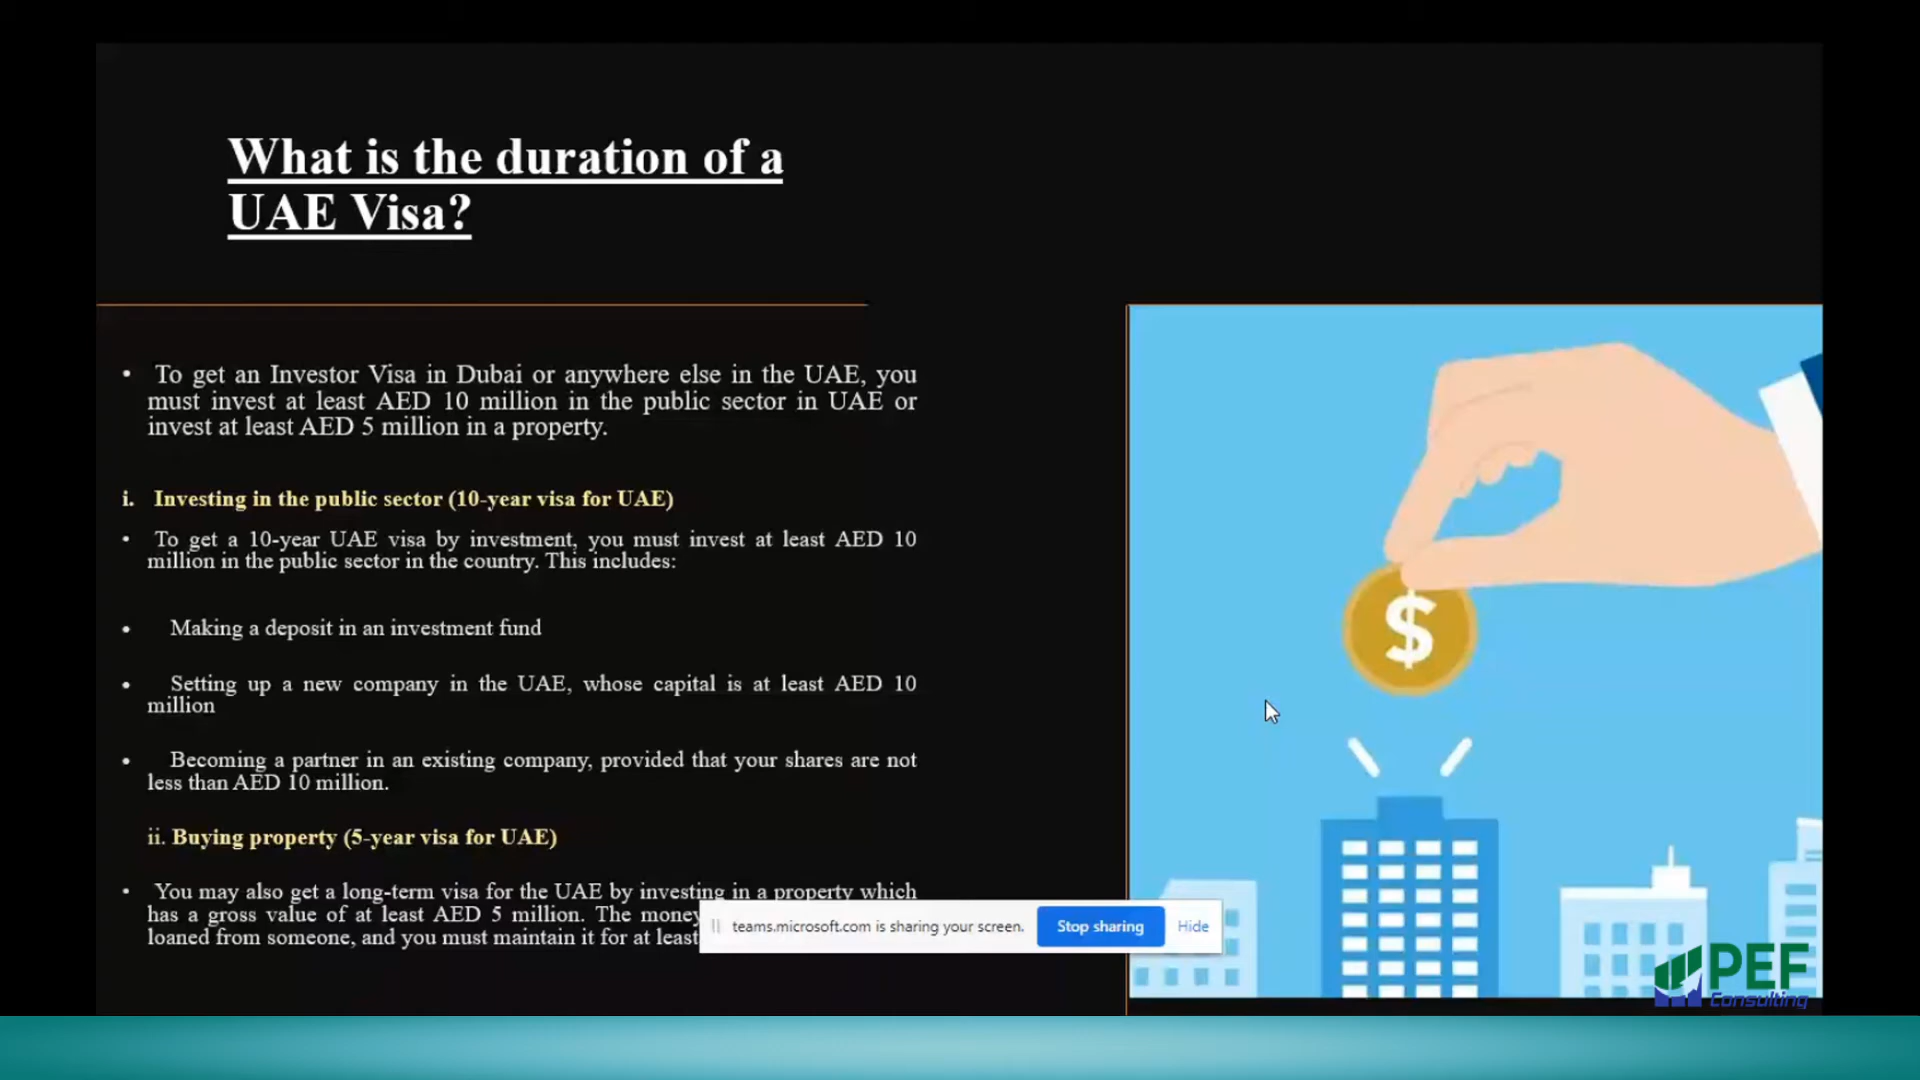 What is the duration of a
UAE Visa?
• To get an Investor Visa in Dubai or anywhere else in the UAE, you
must invest at least AED 10 million in the public sector in UAE or
invest at least AED 5 million in a property.
i. Investing in the public sector (10-year visa for UAE)
• To get a 10-year UAE visa by investment, you must invest at least AED 10
million in the public sector in the country. This includes:
• Making a deposit in an investment fund
• Setting up a new company in the UAE, whose capital is at least AED 10
million
• Becoming a partner in an existing company, provided that your shares are not
less than AED 10 million.
ii. Buying property (5-year visa for UAE)
• You may also get a long-term visa for the UAE by investing in a property which
has a gross value of at least AED 5 million. The money
loaned from someone, and you must maintain it for at least
teams.microsoft.com is sharing your screen. Stop sharing Hide
$
PEF
Consulting